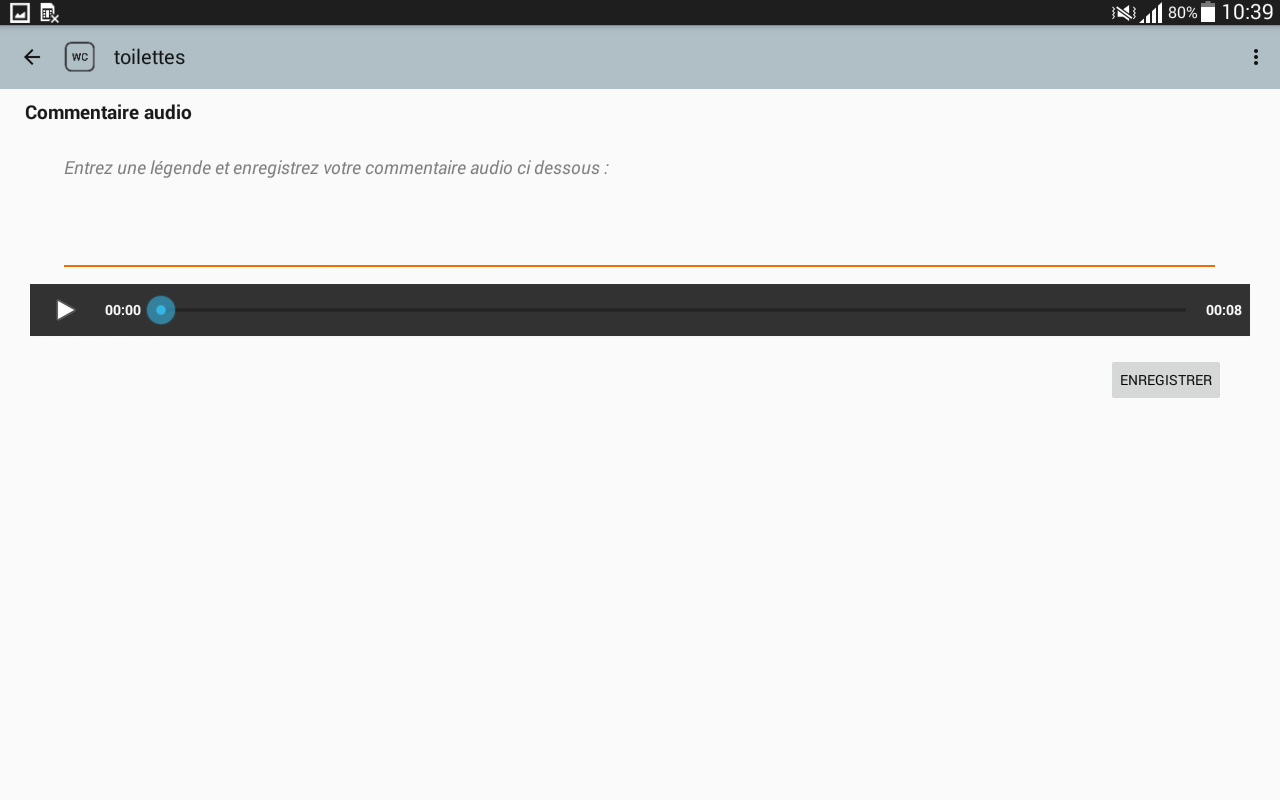 80% 10:39
WC toilettes
Commentaire audio
Entrez une légende et enregistrez votre commentaire audio ci dessous :
00:00 00:08
ENREGISTRER